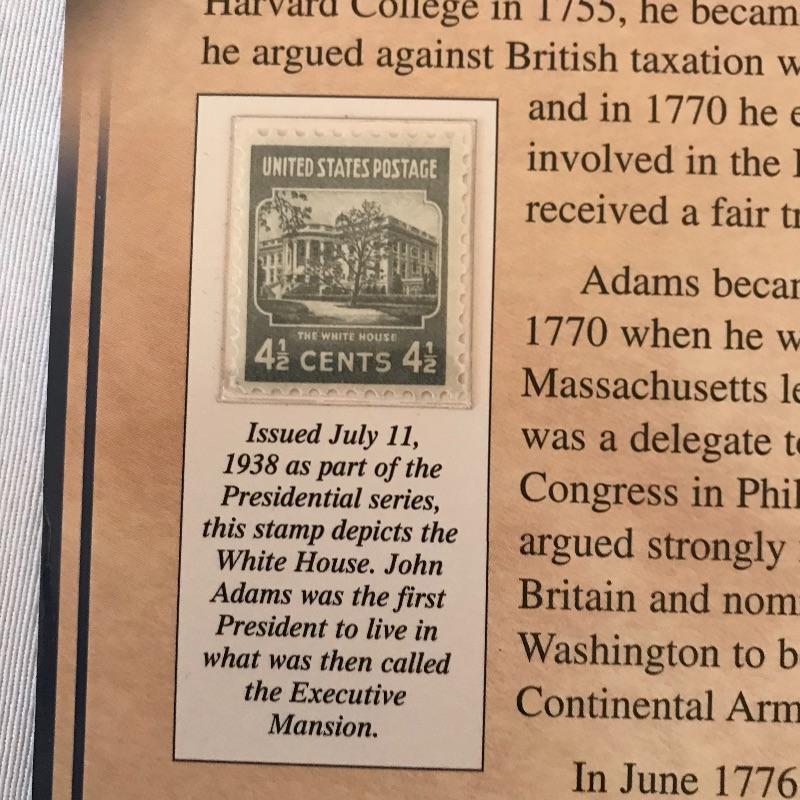 Harvard College in 1755, he becam
he argued against British taxation w
and in 1770 he e
involved in the
received a fair tr
UNITED STATES POSTAGE
THE WHITE HOUSE
4½ CENTS 4½
Issued July 11,
1938 as part of the
Presidential series,
this stamp depicts the
White House. John
Adams was the first
President to live in
what was then called
the Executive
Mansion.
Adams becam
1770 when he w
Massachusetts le
was a delegate t
Congress in Phil
argued strongly
Britain and nom
Washington to b
Continental Arm
In June 1776